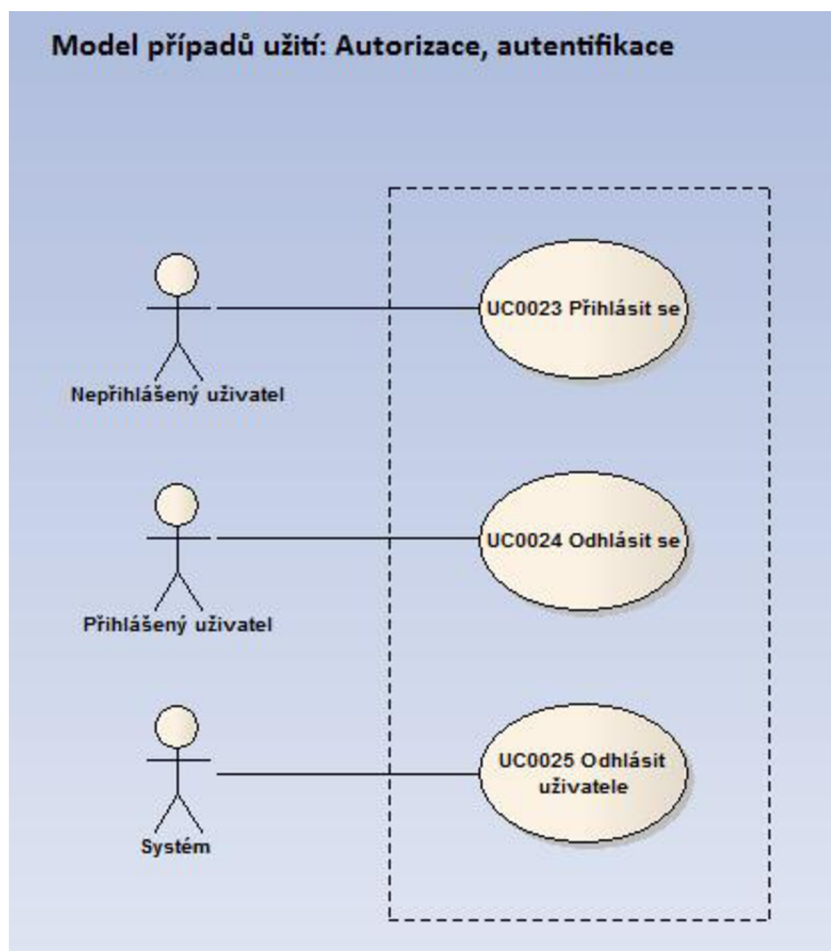 Model případů užití: Autorizace, autentifikace
UC0023 Přihlásit se
Nepřihlášený uživatel
UC0024 Odhlásit se
Přihlášený uživatel
UC0025 Odhlásit
uživatele
Systém